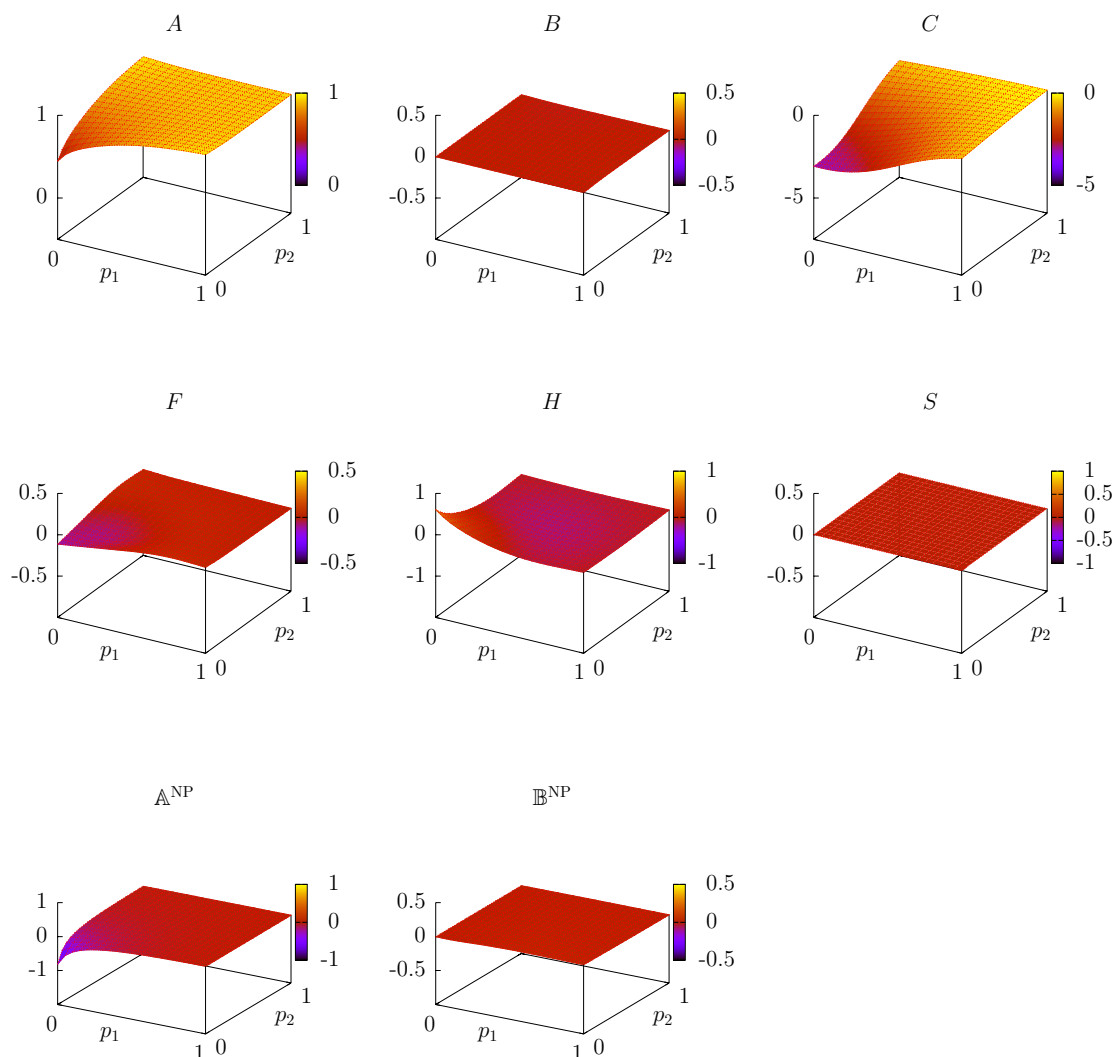 A B C
1 0 1 0 0 1 p₁ 1 0 p₂
0.5 0 -0.5 0.5 0 -0.5 0 1 p₁ 1 0 p₂
0 -5 0 -5 0 1 p₁ 1 0 p₂
F H S
0.5 0 -0.5 0.5 0 -0.5 0 1 p₁ 1 0 p₂
1 0 -1 1 0 -1 0 1 p₁ 1 0 p₂
0.5 0 -0.5 1 0.5 0 -0.5 -1 0 1 p₁ 1 0 p₂
𝔸ᴺᴾ 𝔹ᴺᴾ
1 0 -1 1 0 -1 0 1 p₁ 1 0 p₂
0.5 0 -0.5 0.5 0 -0.5 0 1 p₁ 1 0 p₂